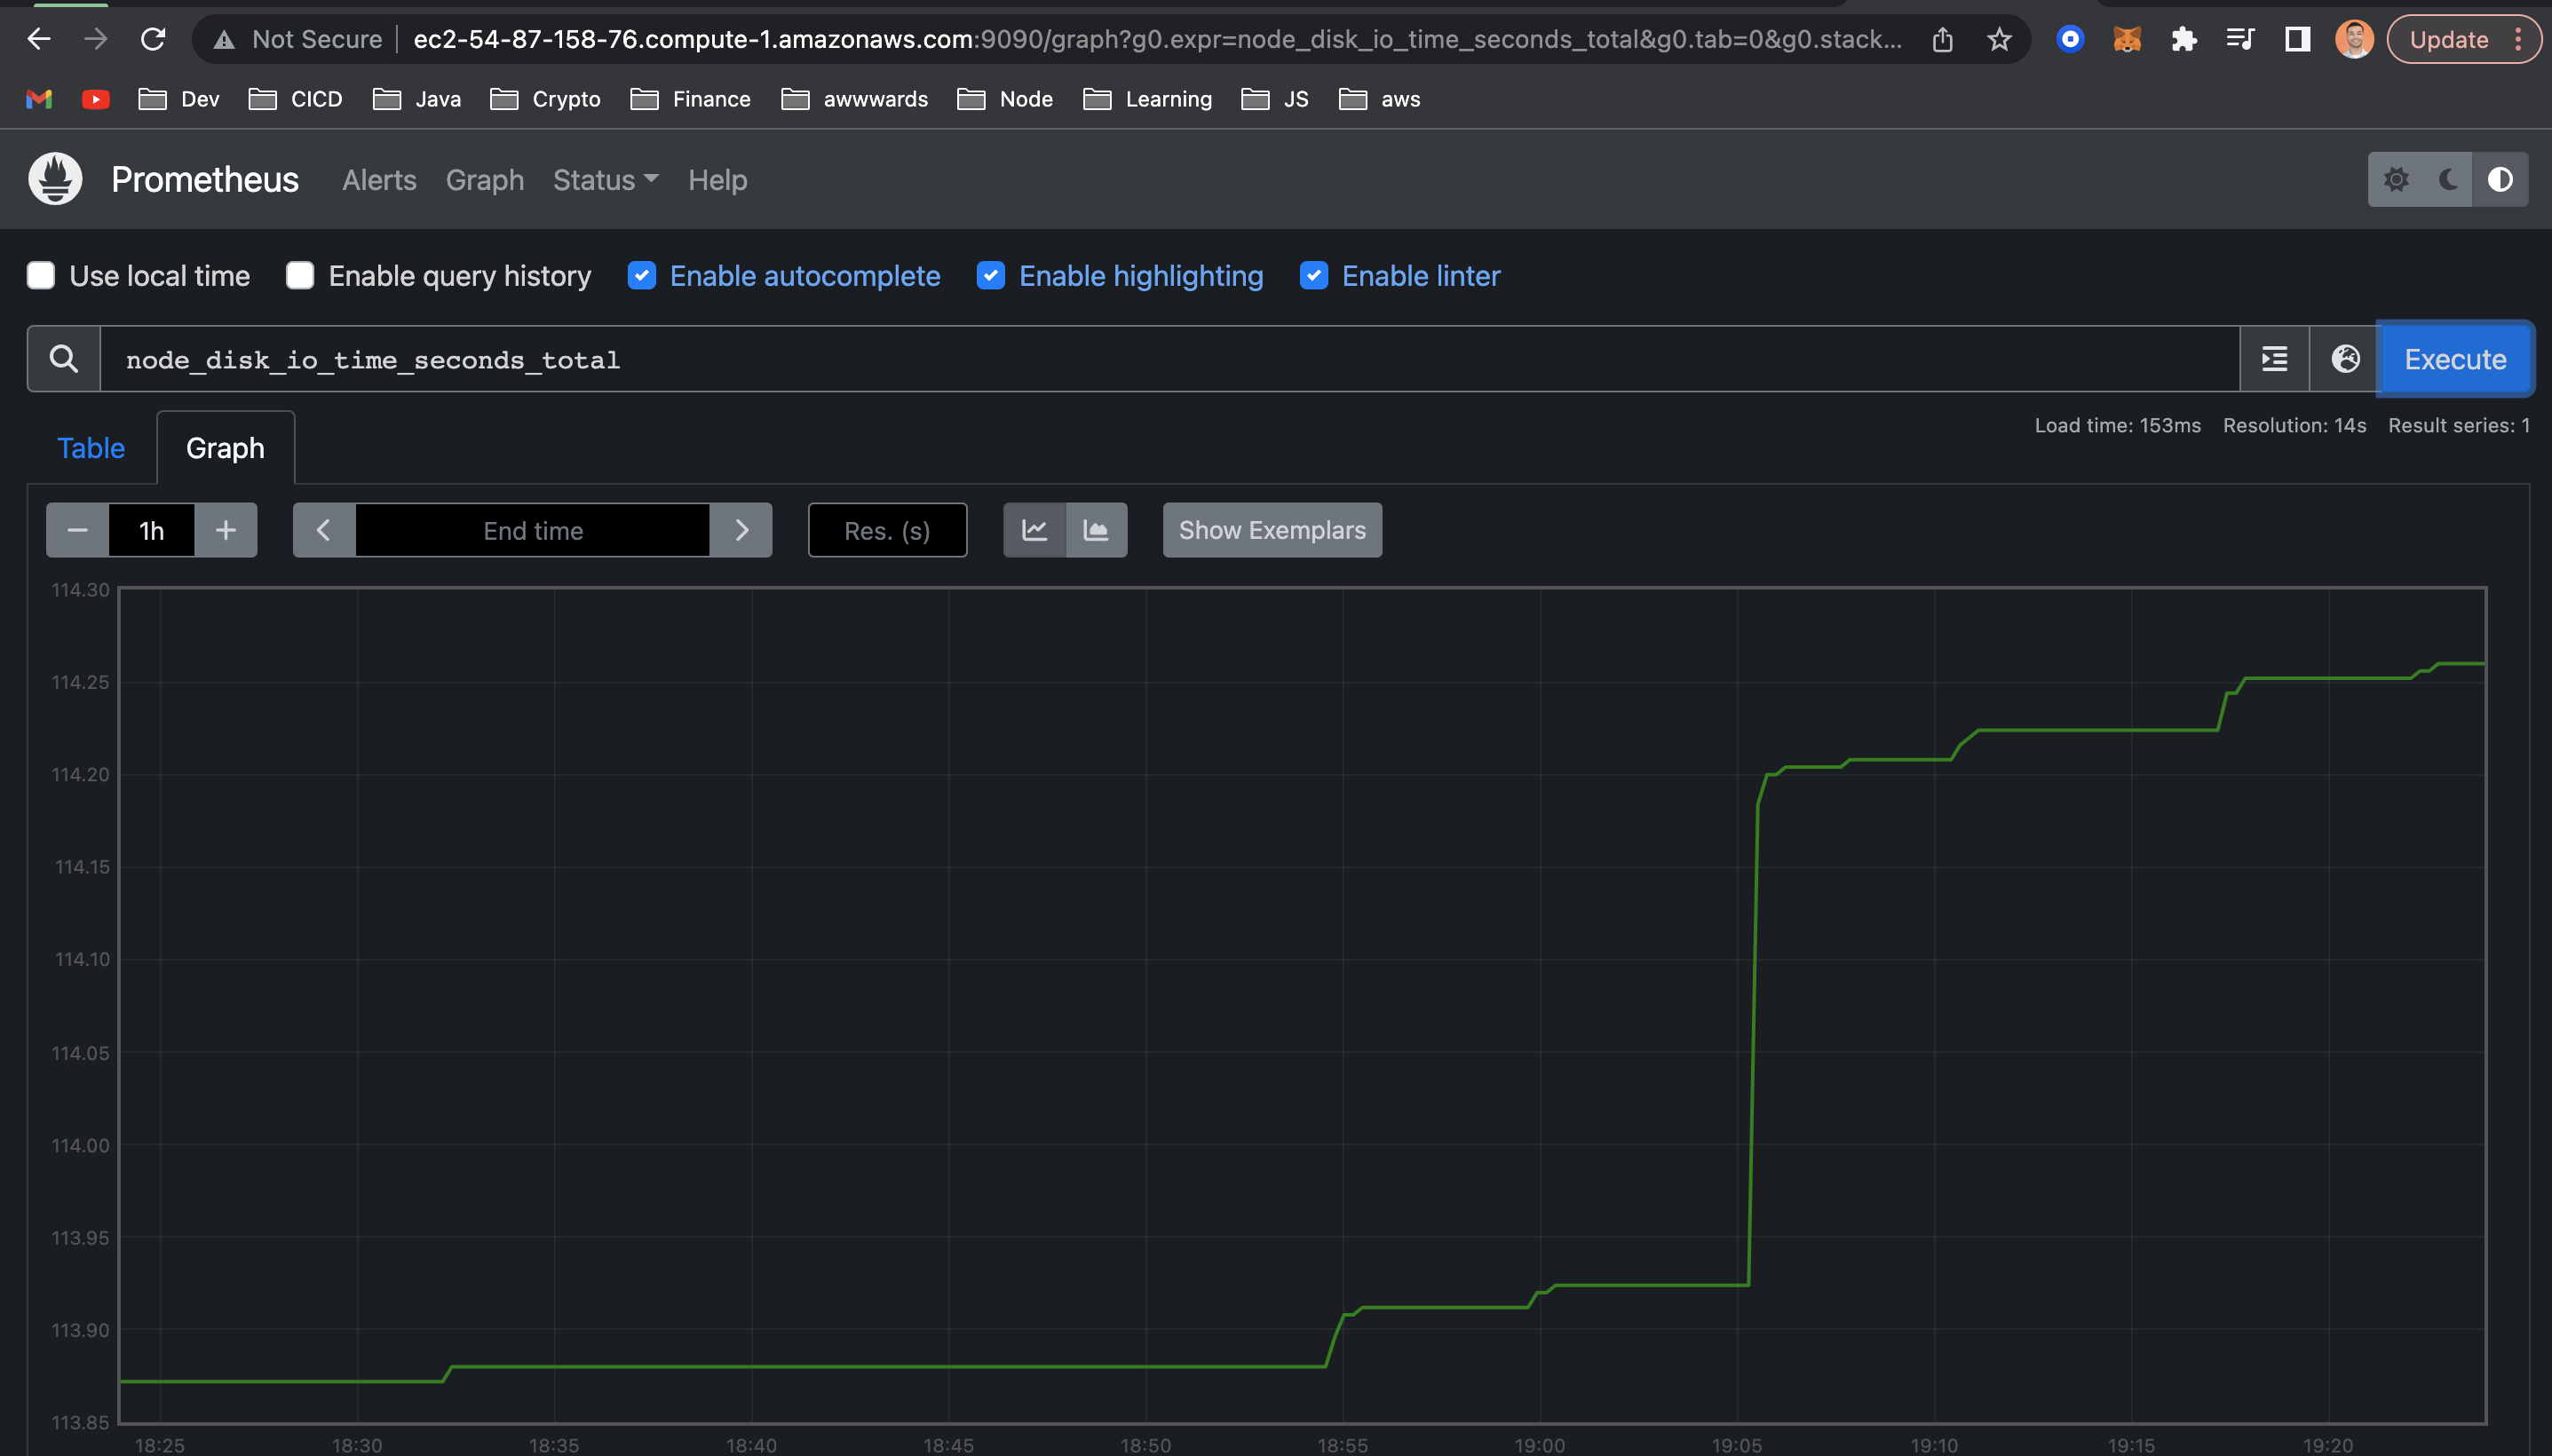 Not Secure ec2-54-87-158-76.compute-1.amazonaws.com:9090/graph?g0.expr=node_disk_io_time_seconds_total&g0.tab=0&g0.stack... Update
Dev CICD Java Crypto Finance awwwards Node Learning JS aws
Prometheus Alerts Graph Status Help
Use local time Enable query history Enable autocomplete Enable highlighting Enable linter
node_disk_io_time_seconds_total Execute
Load time: 153ms Resolution: 14s Result series: 1
Table Graph
1h End time Res. (s) Show Exemplars
114.30
114.25
114.20
114.15
114.10
114.05
114.00
113.95
113.90
113.85
18:25 18:30 18:35 18:40 18:45 18:50 18:55 19:00 19:05 19:10 19:15 19:20